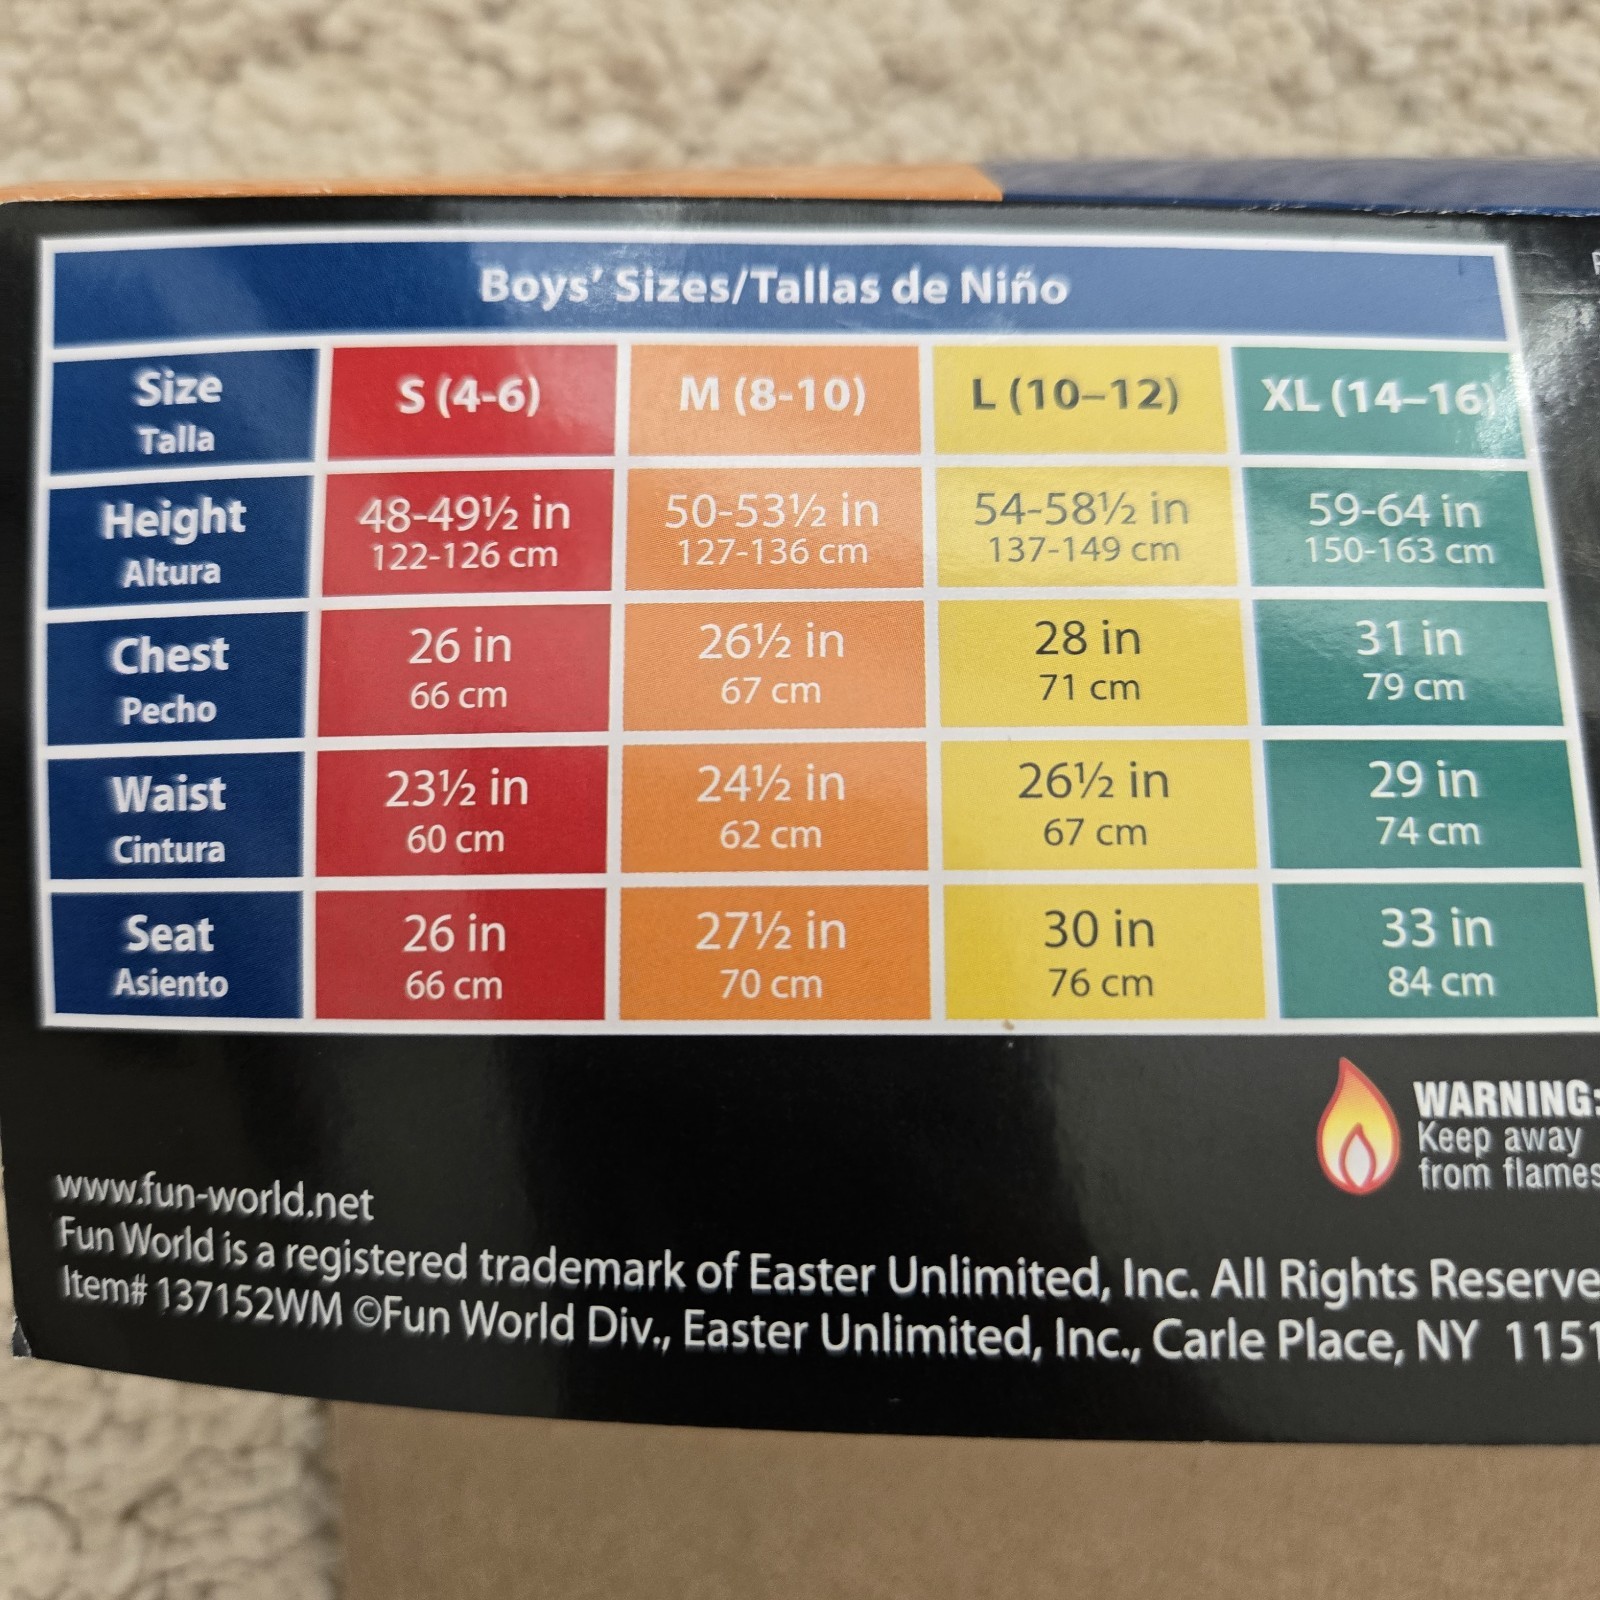 Boys' Sizes/Tallas de Niño
Size S (4-6) M (8-10) L (10–12) XL (14–16)
Talla
Height 48-49½ in 50-53½ in 54-58½ in 59-64 in
Altura 122-126 cm 127-136 cm 137-149 cm 150-163 cm
Chest 26 in 26½ in 28 in 31 in
Pecho 66 cm 67 cm 71 cm 79 cm
Waist 23½ in 24½ in 26½ in 29 in
Cintura 60 cm 62 cm 67 cm 74 cm
Seat 26 in 27½ in 30 in 33 in
Asiento 66 cm 70 cm 76 cm 84 cm
WARNING:
Keep away
from flames
www.fun-world.net
Fun World is a registered trademark of Easter Unlimited, Inc. All Rights Reserve
Item# 137152WM ©Fun World Div., Easter Unlimited, Inc., Carle Place, NY 1151